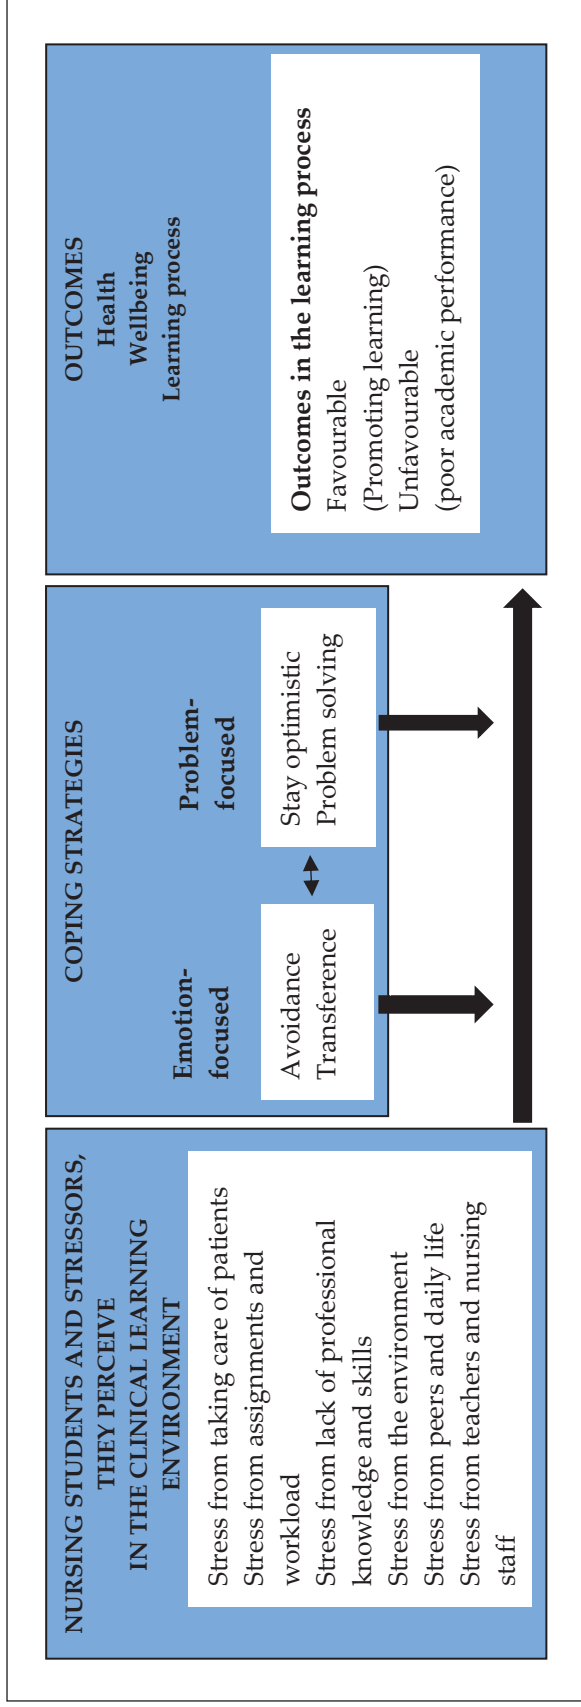 NURSING STUDENTS AND STRESSORS,
THEY PERCEIVE
IN THE CLINICAL LEARNING
ENVIRONMENT
Stress from taking care of patients
Stress from assignments and
workload
Stress from lack of professional
knowledge and skills
Stress from the environment
Stress from peers and daily life
Stress from teachers and nursing
staff
COPING STRATEGIES
Emotion-
focused
Avoidance
Transference
Problem-
focused
Stay optimistic
Problem solving
OUTCOMES
Health
Wellbeing
Learning process
Outcomes in the learning process
Favourable
(Promoting learning)
Unfavourable
(poor academic performance)